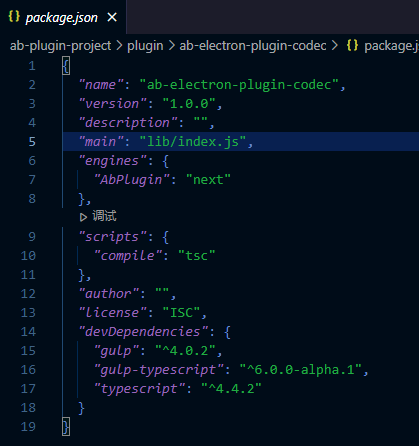 package.json ×
ab-plugin-project > plugin > ab-electron-plugin-codec > package.j
1 {
2 "name": "ab-electron-plugin-codec",
3 "version": "1.0.0",
4 "description": "",
5 "main": "lib/index.js",
6 "engines": {
7 "AbPlugin": "next"
8 },
调试
9 "scripts": {
10 "compile": "tsc"
11 },
12 "author": "",
13 "license": "ISC",
14 "devDependencies": {
15 "gulp": "^4.0.2",
16 "gulp-typescript": "^6.0.0-alpha.1",
17 "typescript": "^4.4.2"
18 }
19 }